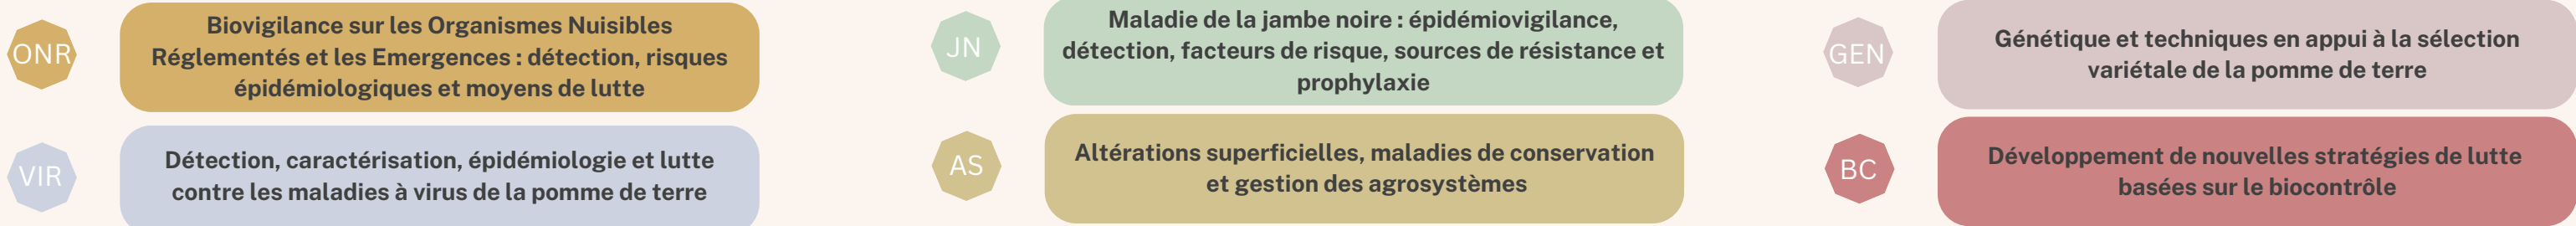 ONR
Biovigilance sur les Organismes Nuisibles
Réglementés et les Emergences : détection, risques
épidémiologiques et moyens de lutte
JN
Maladie de la jambe noire : épidémiovigilance,
détection, facteurs de risque, sources de résistance et
prophylaxie
GEN
Génétique et techniques en appui à la sélection
variétale de la pomme de terre
VIR
Détection, caractérisation, épidémiologie et lutte
contre les maladies à virus de la pomme de terre
AS
Altérations superficielles, maladies de conservation
et gestion des agrosystèmes
BC
Développement de nouvelles stratégies de lutte
basées sur le biocontrôle